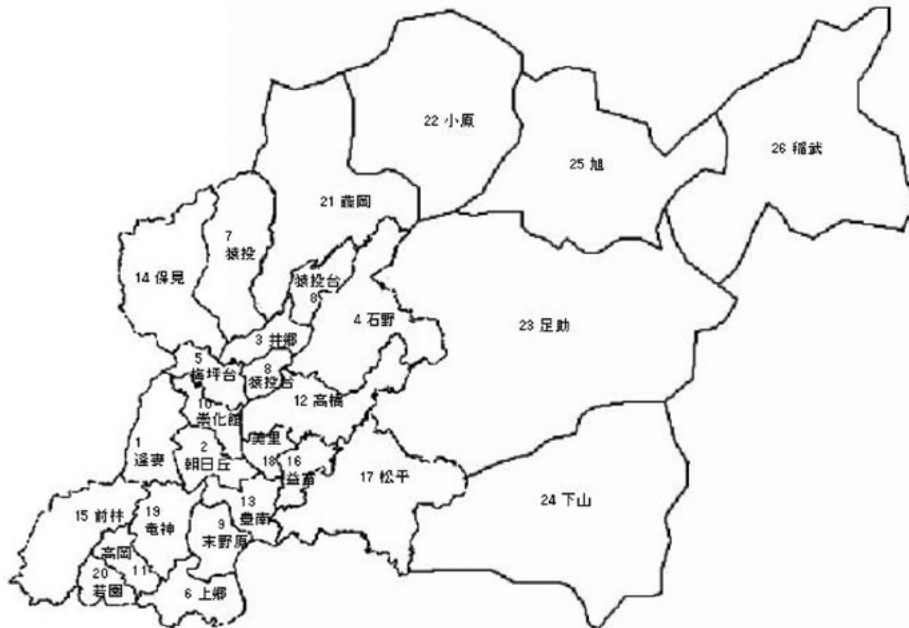 22 小原
25 旭
26 稲武
21 藤岡
7
猿投
14 保見
猿投台
8
4 石野
23 足助
3 井郷
5
梅坪台
8
猿投台
12 高橋
10
崇化館
美里
18
16
益富
1
逢妻
2
朝日丘
17 松平
24 下山
15 前林
19
竜神
13
豊南
9
末野原
高岡
11
20
若園
6 上郷